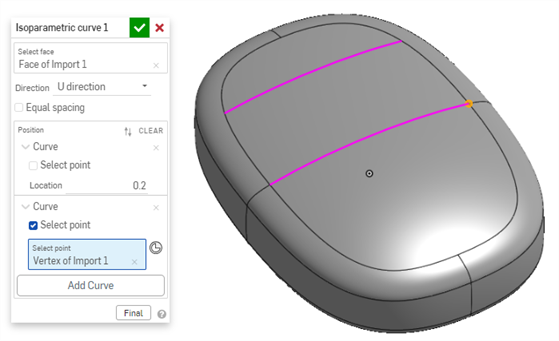 Isoparametric curve 1
Select face
Face of Import 1
Direction U direction
Equal spacing
Position CLEAR
Curve
Select point
Location 0.2
Curve
Select point
Select point
Vertex of Import 1
Add Curve
Final